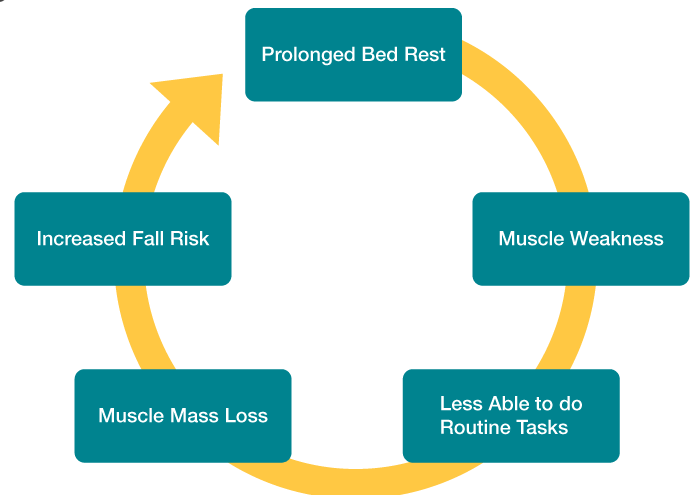 Prolonged Bed Rest
Muscle Weakness
Less Able to do
Routine Tasks
Muscle Mass Loss
Increased Fall Risk